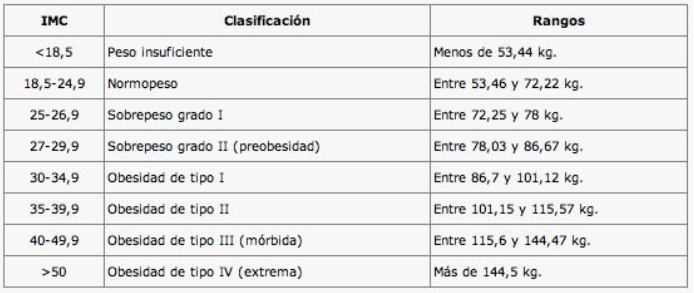 IMC Clasificación Rangos
<18,5 Peso insuficiente Menos de 53,44 kg.
18,5-24,9 Normopeso Entre 53,46 y 72,22 kg.
25-26,9 Sobrepeso grado I Entre 72,25 y 78 kg.
27-29,9 Sobrepeso grado II (preobesidad) Entre 78,03 y 86,67 kg.
30-34,9 Obesidad de tipo I Entre 86,7 y 101,12 kg.
35-39,9 Obesidad de tipo II Entre 101,15 y 115,57 kg.
40-49,9 Obesidad de tipo III (mórbida) Entre 115,6 y 144,47 kg.
>50 Obesidad de tipo IV (extrema) Más de 144,5 kg.